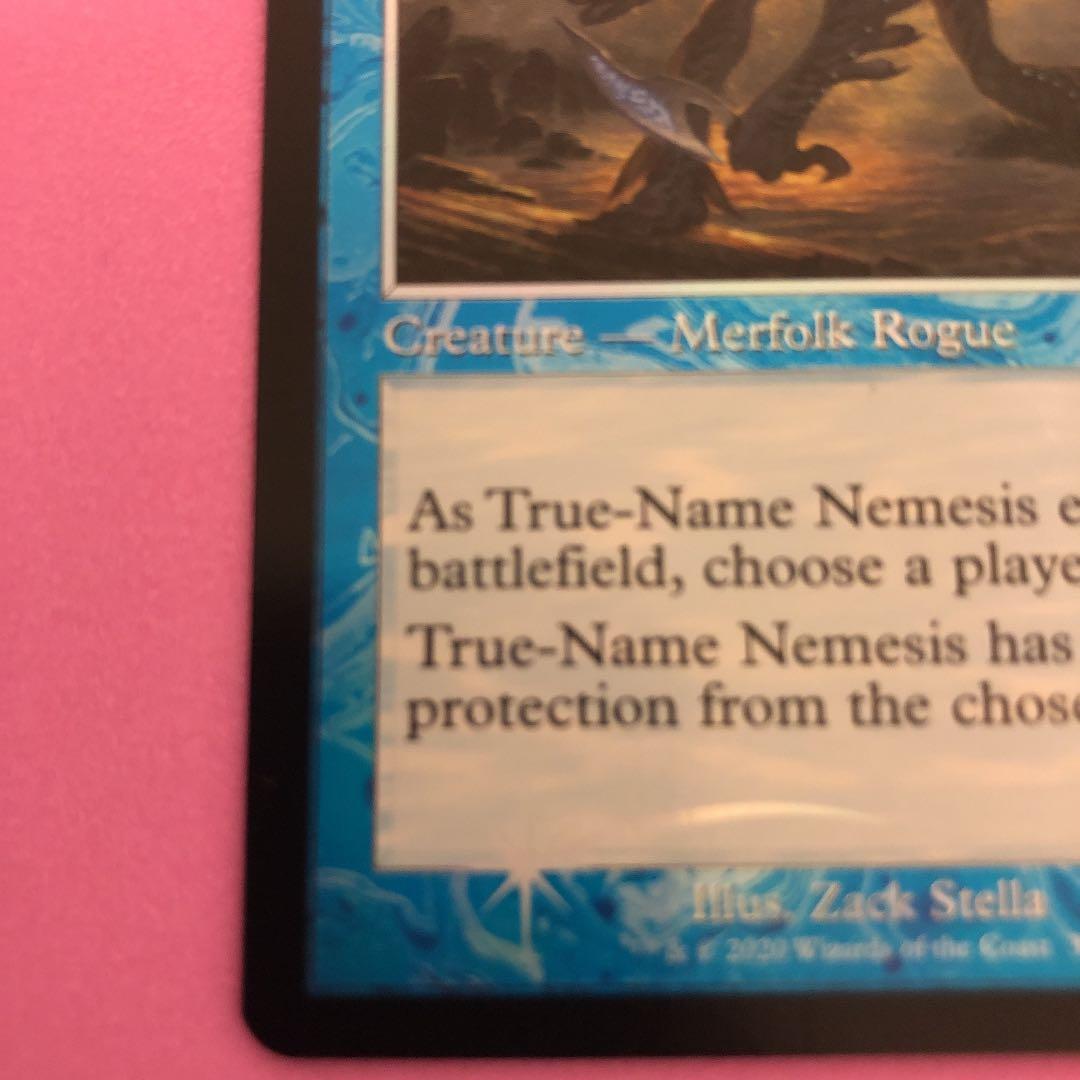 Creature — Merfolk Rogue
As True-Name Nemesis e
battlefield, choose a playe
True-Name Nemesis has
protection from the chose
Illus. Zack Stella
& © 2020 Wizards of the Coast